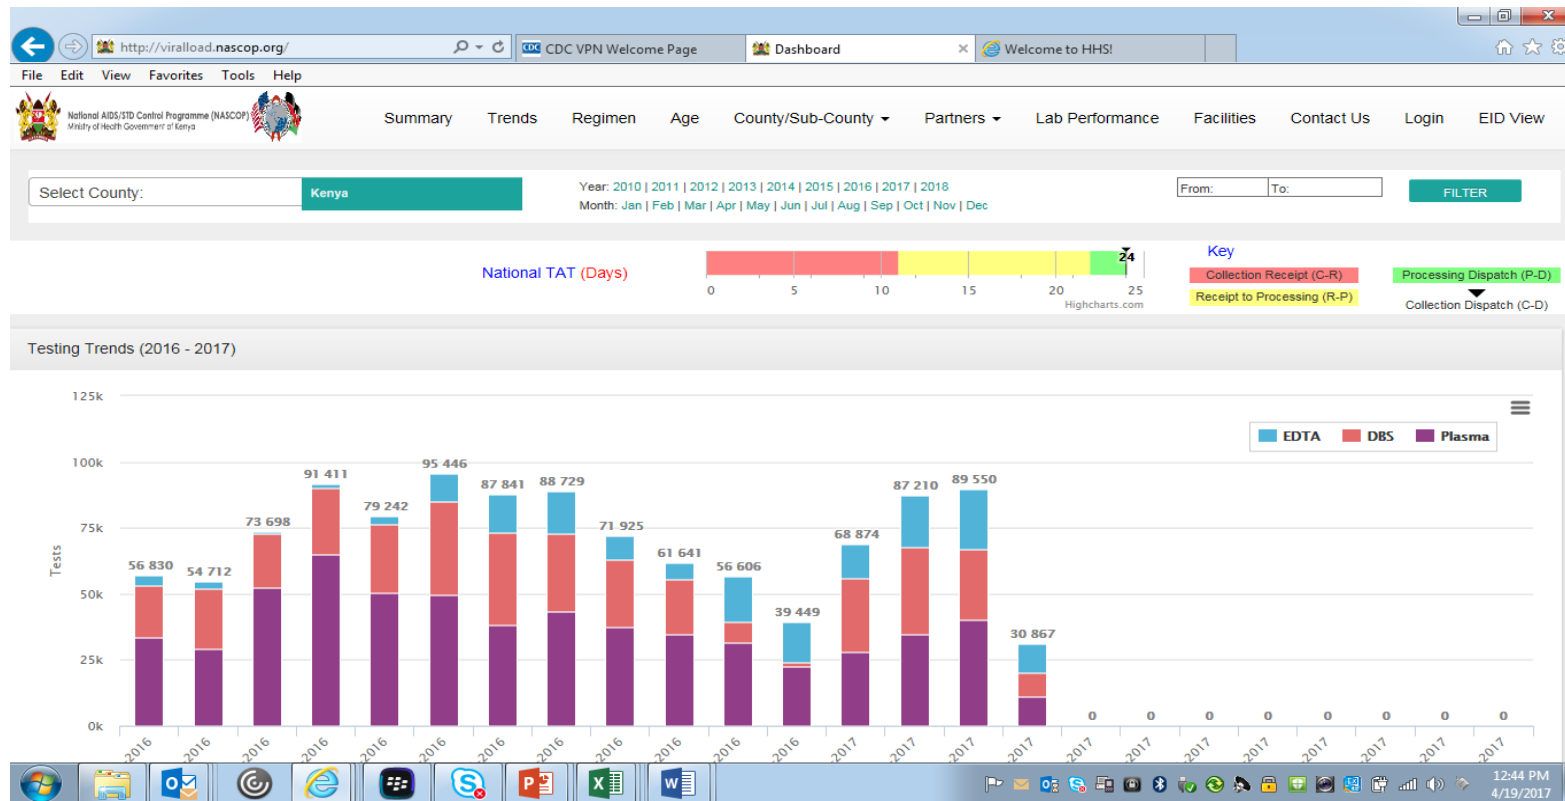 http://viralload.nascop.org/
CDC VPN Welcome Page
Dashboard
Welcome to HHS!
File Edit View Favorites Tools Help
National AIDS/STD Control Programme (NASCOP)
Ministry of Health Government of Kenya
Summary Trends Regimen Age County/Sub-County Partners Lab Performance Facilities Contact Us Login EID View
Select County: Kenya
Year: 2010 | 2011 | 2012 | 2013 | 2014 | 2015 | 2016 | 2017 | 2018
Month: Jan | Feb | Mar | Apr | May | Jun | Jul | Aug | Sep | Oct | Nov | Dec
From: To: FILTER
National TAT (Days)
24
0 5 10 15 20 25
Highcharts.com
Key
Collection Receipt (C-R) Processing Dispatch (P-D)
Receipt to Processing (R-P) Collection Dispatch (C-D)
Testing Trends (2016 - 2017)
125k
100k
75k
50k
25k
0k
Tests
EDTA DBS Plasma
56 830 54 712 73 698 91 411 79 242 95 446 87 841 88 729 71 925 61 641 56 606 39 449 68 874 87 210 89 550 30 867 0 0 0 0 0 0 0 0
2016 2016 2016 2016 2016 2016 2016 2016 2016 2016 2016 2016 2017 2017 2017 2017 2017 2017 2017 2017 2017 2017 2017 2017
12:44 PM
4/19/2017